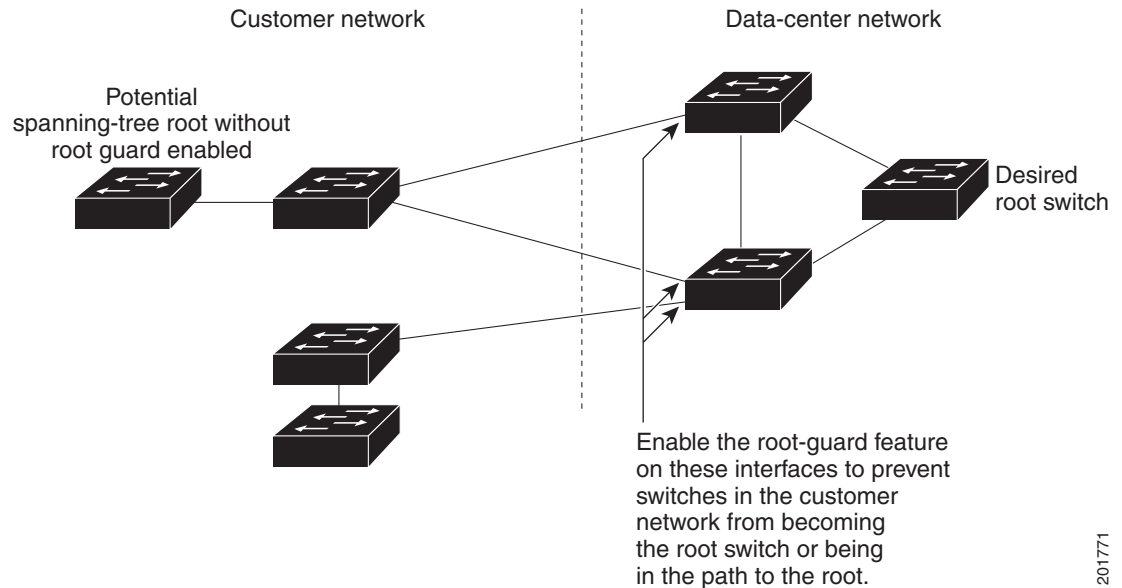 Customer network
Data-center network
Potential
spanning-tree root without
root guard enabled
Desired
root switch
Enable the root-guard feature
on these interfaces to prevent
switches in the customer
network from becoming
the root switch or being
in the path to the root.
201771